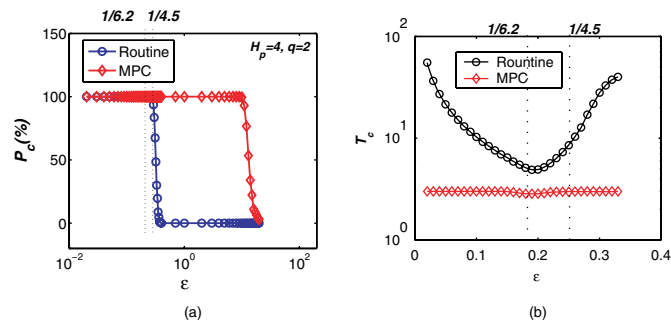 1/6.2 1/4.5
150
100
50
0
P_c(%)
Routine
MPC
H_p=4, q=2
10^-2 10^0 10^2
ε
(a)
1/6.2 1/4.5
10^2
10^1
10^0
T_c
Rountine
MPC
0 0.1 0.2 0.3 0.4
ε
(b)